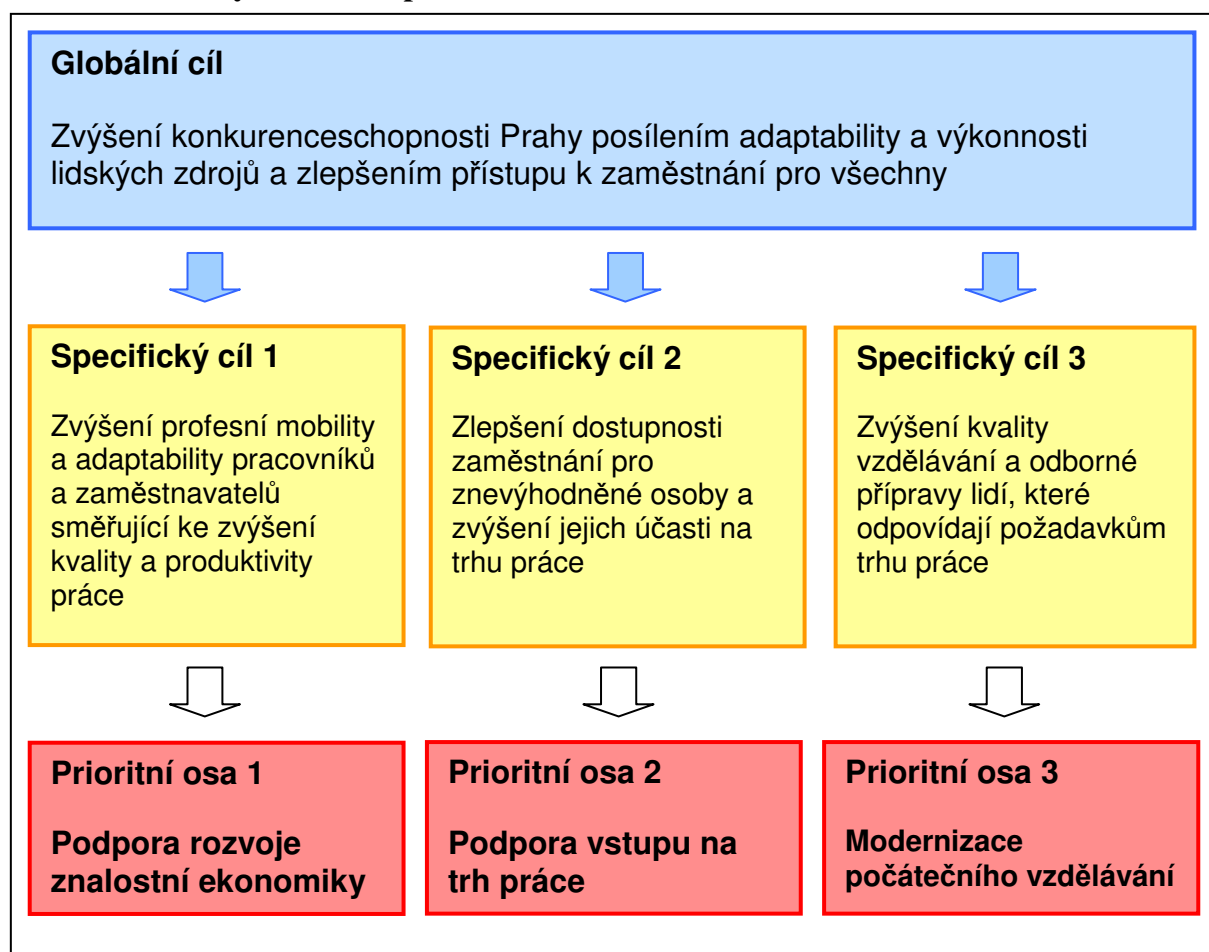 Globální cíl
Zvýšení konkurenceschopnosti Prahy posílením adaptability a výkonnosti
lidských zdrojů a zlepšením přístupu k zaměstnání pro všechny
Specifický cíl 1
Zvýšení profesní mobility
a adaptability pracovníků
a zaměstnavatelů
směřující ke zvýšení
kvality a produktivity
práce
Specifický cíl 2
Zlepšení dostupnosti
zaměstnání pro
znevýhodněné osoby a
zvýšení jejich účasti na
trhu práce
Specifický cíl 3
Zvýšení kvality
vzdělávání a odborné
přípravy lidí, které
odpovídají požadavkům
trhu práce
Prioritní osa 1
Podpora rozvoje
znalostní ekonomiky
Prioritní osa 2
Podpora vstupu na
trh práce
Prioritní osa 3
Modernizace
počátečního vzdělávání